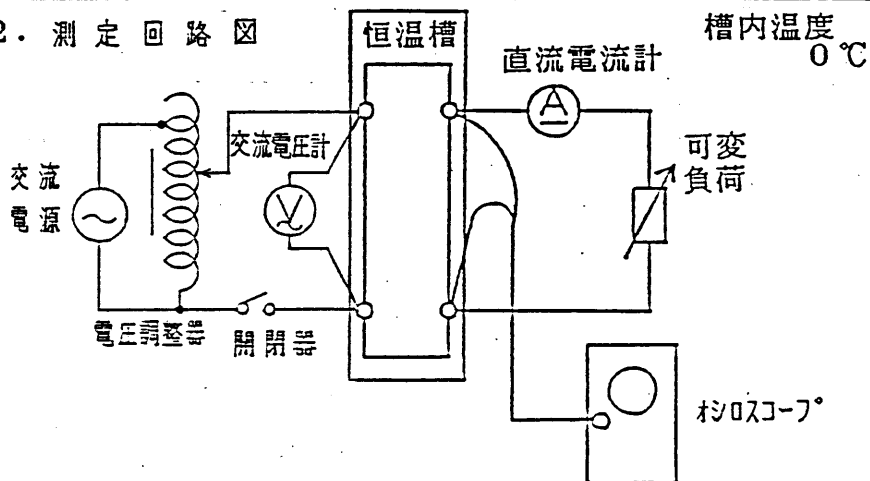 2. 測定回路図
恒温槽
槽内温度
0℃
直流電流計
A
交流電圧計
V
可変
負荷
交流
電源
電圧調整器
開閉器
オシロスコープ